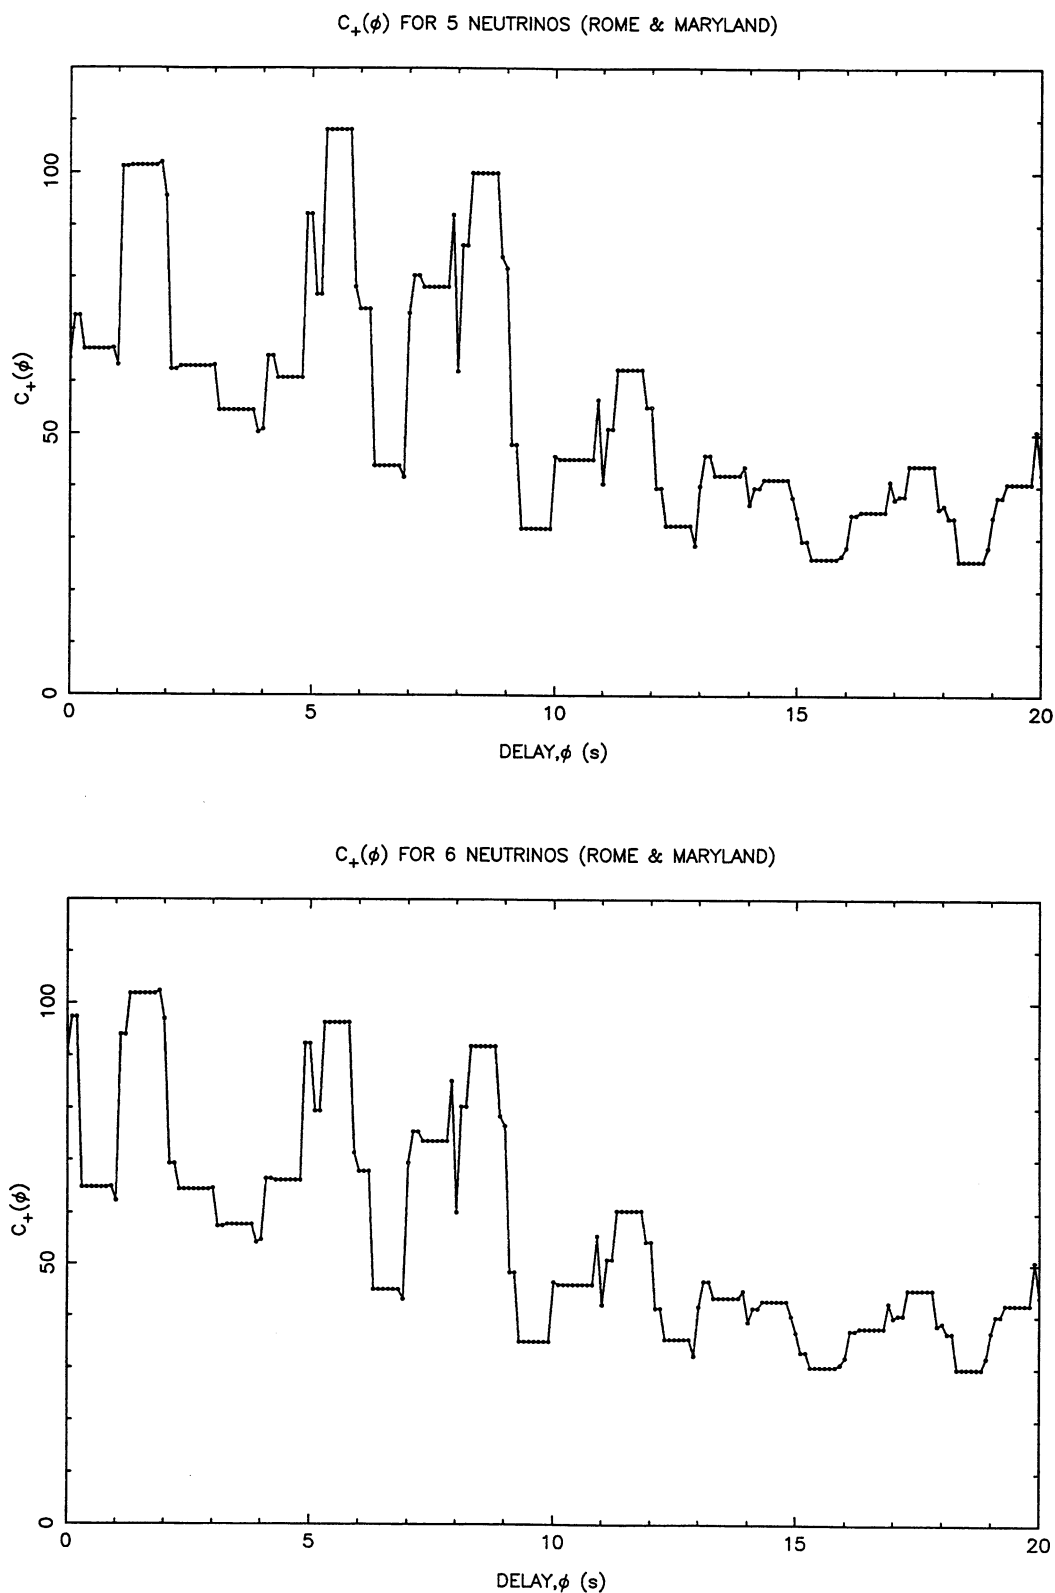 C₊(φ) FOR 5 NEUTRINOS (ROME & MARYLAND)
100
50
0
C₊(φ)
0 5 10 15 20
DELAY,φ (s)
C₊(φ) FOR 6 NEUTRINOS (ROME & MARYLAND)
100
50
0
C₊(φ)
0 5 10 15 20
DELAY,φ (s)